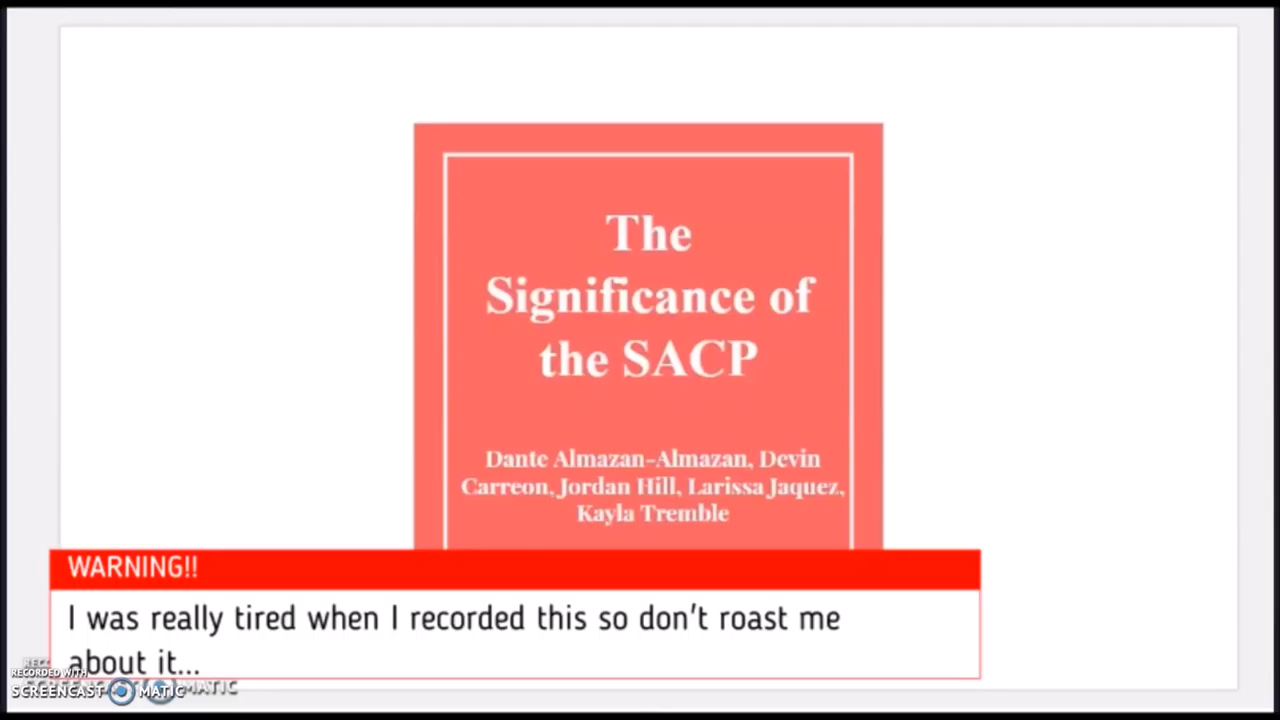 The
Significance of
the SACP
Dante Almazan-Almazan, Devin
Carreon, Jordan Hill, Larissa Jaquez,
Kayla Tremble
WARNING!!
I was really tired when I recorded this so don't roast me
about it...
RECORDED WITH
SCREENCAST MATIC